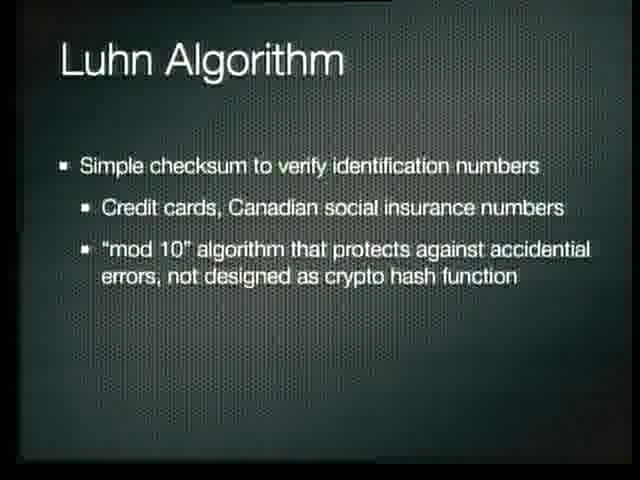 Luhn Algorithm
Simple checksum to verify identification numbers
Credit cards, Canadian social insurance numbers
“mod 10” algorithm that protects against accidential
errors, not designed as crypto hash function